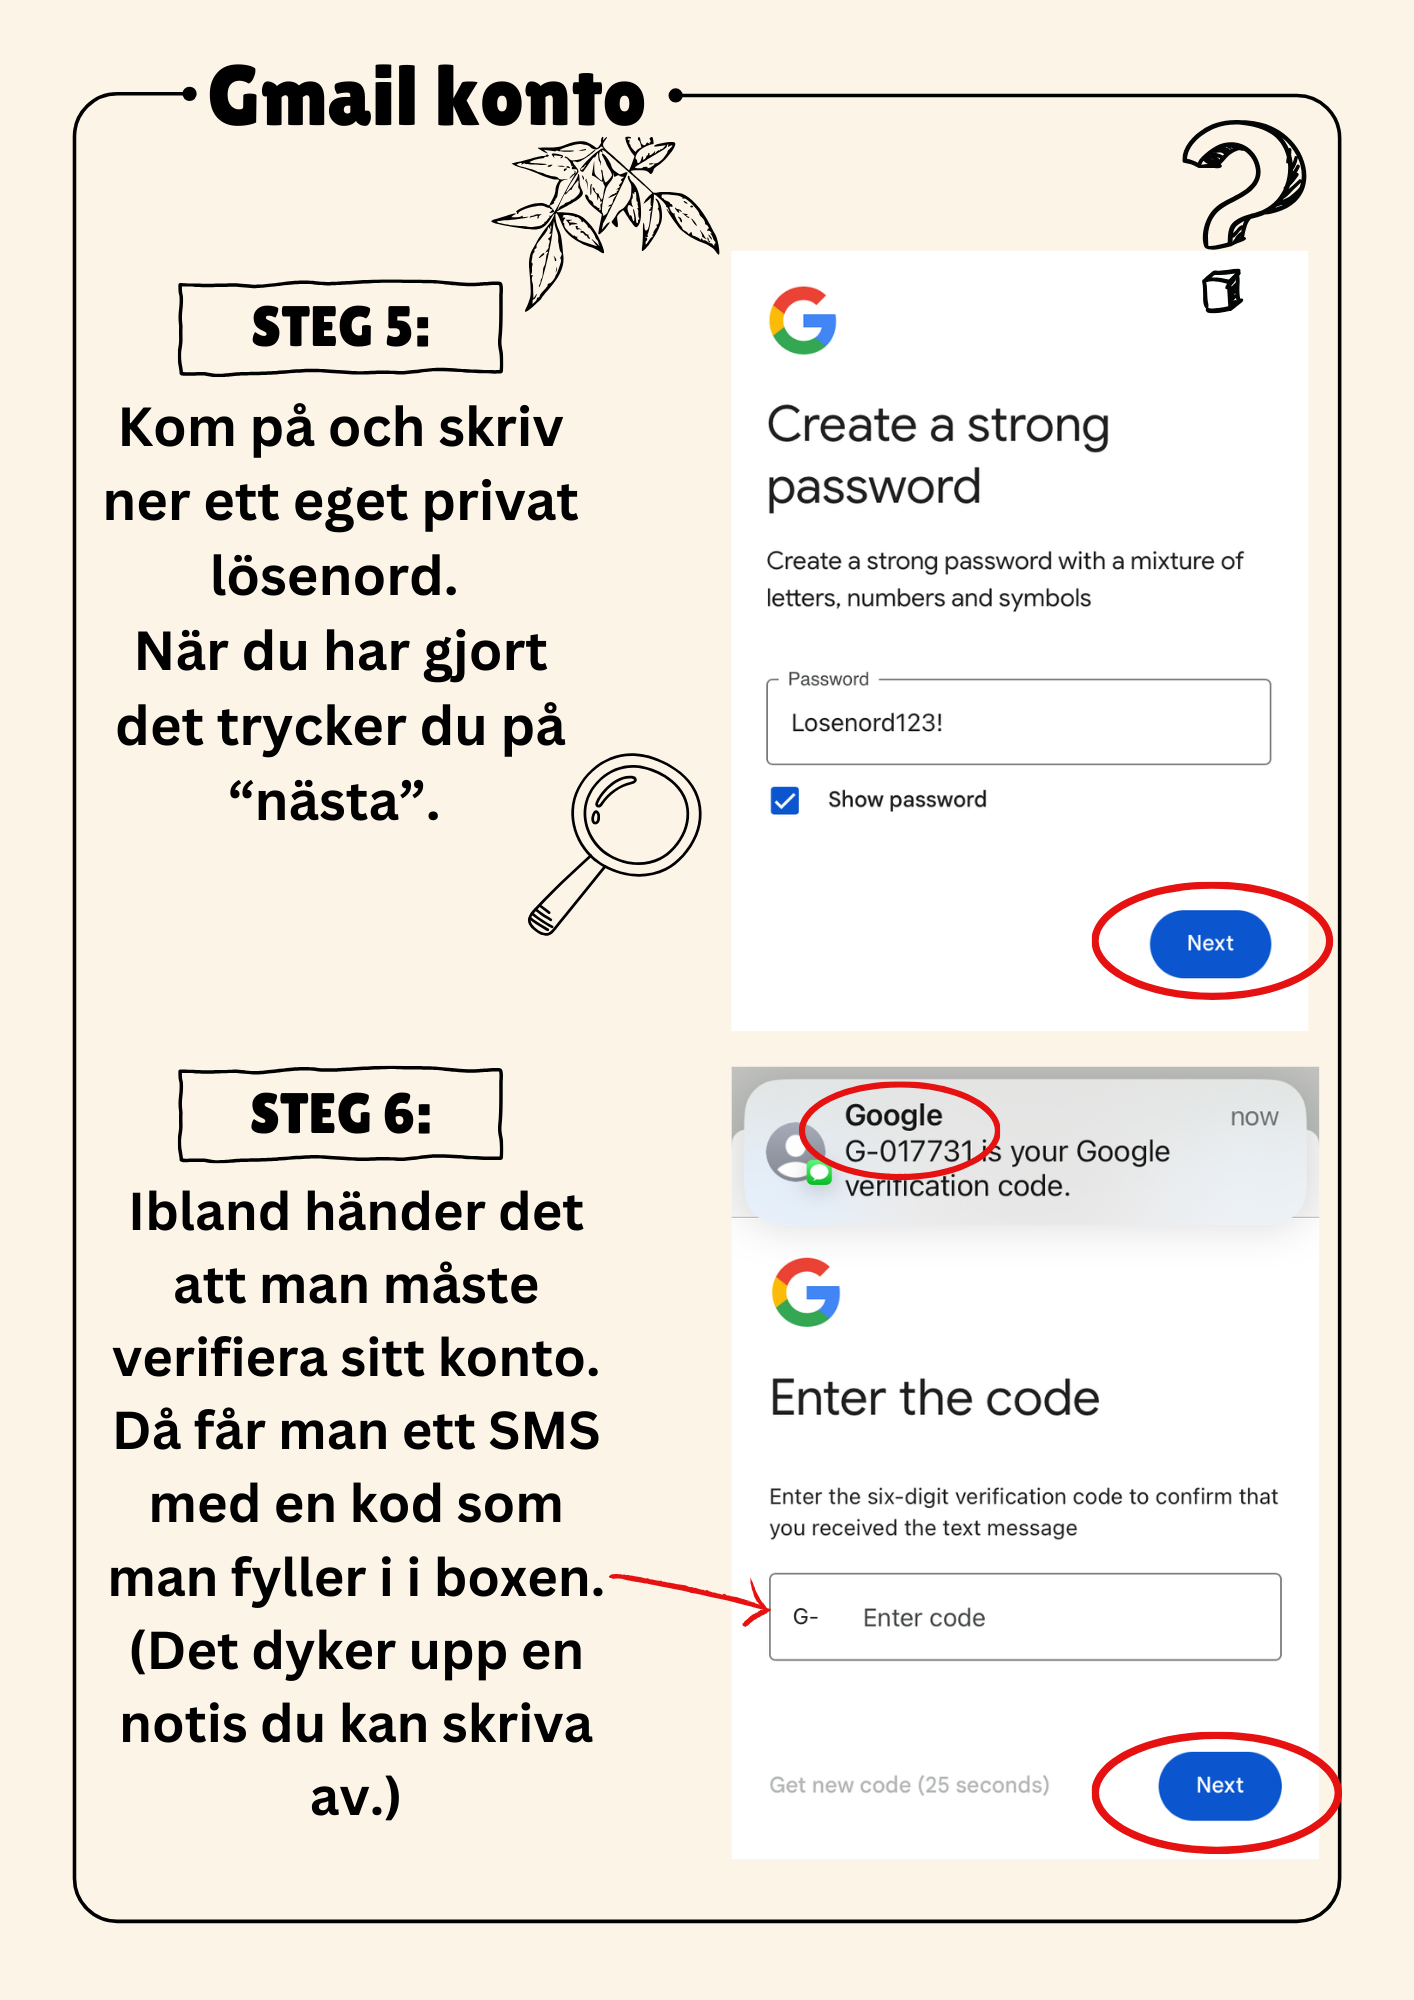 Gmail konto
STEG 5:
Kom på och skriv
ner ett eget privat
lösenord.
När du har gjort
det trycker du på
“nästa”.
Create a strong
password
Create a strong password with a mixture of
letters, numbers and symbols
Password
Losenord123!
Show password
Next
STEG 6:
Ibland händer det
att man måste
verifiera sitt konto.
Då får man ett SMS
med en kod som
man fyller i i boxen.
(Det dyker upp en
notis du kan skriva
av.)
Google
now
G-017731 is your Google
verification code.
Enter the code
Enter the six-digit verification code to confirm that
you received the text message
G- Enter code
Get new code (25 seconds)
Next